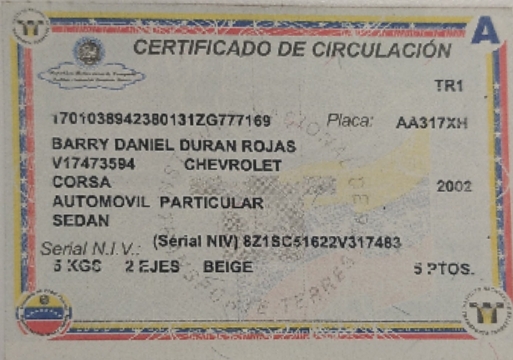 A
CERTIFICADO DE CIRCULACIÓN
TR1
1701038942380131ZG777169 Placa: AA317XH
BARRY DANIEL DURAN ROJAS
V17473594 CHEVROLET
CORSA 2002
AUTOMOVIL PARTICULAR
SEDAN
Serial N.I.V.: (Serial NIV) 8Z1SC51622V317483
5 KGS 2 EJES BEIGE 5 PTOS.